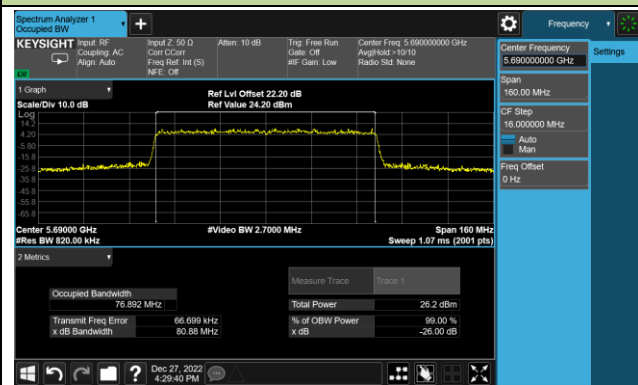 Spectrum Analyzer 1
Occupied BW
+
Frequency
KEYSIGHT
Input: RF
Coupling: AC
Align: Auto
Input Z: 50 Ω
Corr CCorr
Freq Ref: Int (S)
NFE: Off
Atten: 10 dB
Trig: Free Run
Gate: Off
#IF Gain: Low
Center Freq: 5.690000000 GHz
Avg|Hold:>10/10
Radio Std: None
Center Frequency
5.690000000 GHz
Settings
Span
160.00 MHz
CF Step
16.000000 MHz
Auto
Man
Freq Offset
0 Hz
1 Graph
Scale/Div 10.0 dB
Ref Lvl Offset 22.20 dB
Ref Value 24.20 dBm
Log
14.2
4.20
-5.80
-15.8
-25.8
-35.8
-45.8
-55.8
-65.8
Center 5.69000 GHz
#Res BW 820.00 kHz
#Video BW 2.7000 MHz
Span 160 MHz
Sweep 1.07 ms (2001 pts)
2 Metrics
Measure Trace
Trace 1
Occupied Bandwidth
76.892 MHz
Total Power
26.2 dBm
Transmit Freq Error
66.699 kHz
% of OBW Power
99.00 %
x dB Bandwidth
80.88 MHz
x dB
-26.00 dB
?
Dec 27, 2022
4:29:40 PM